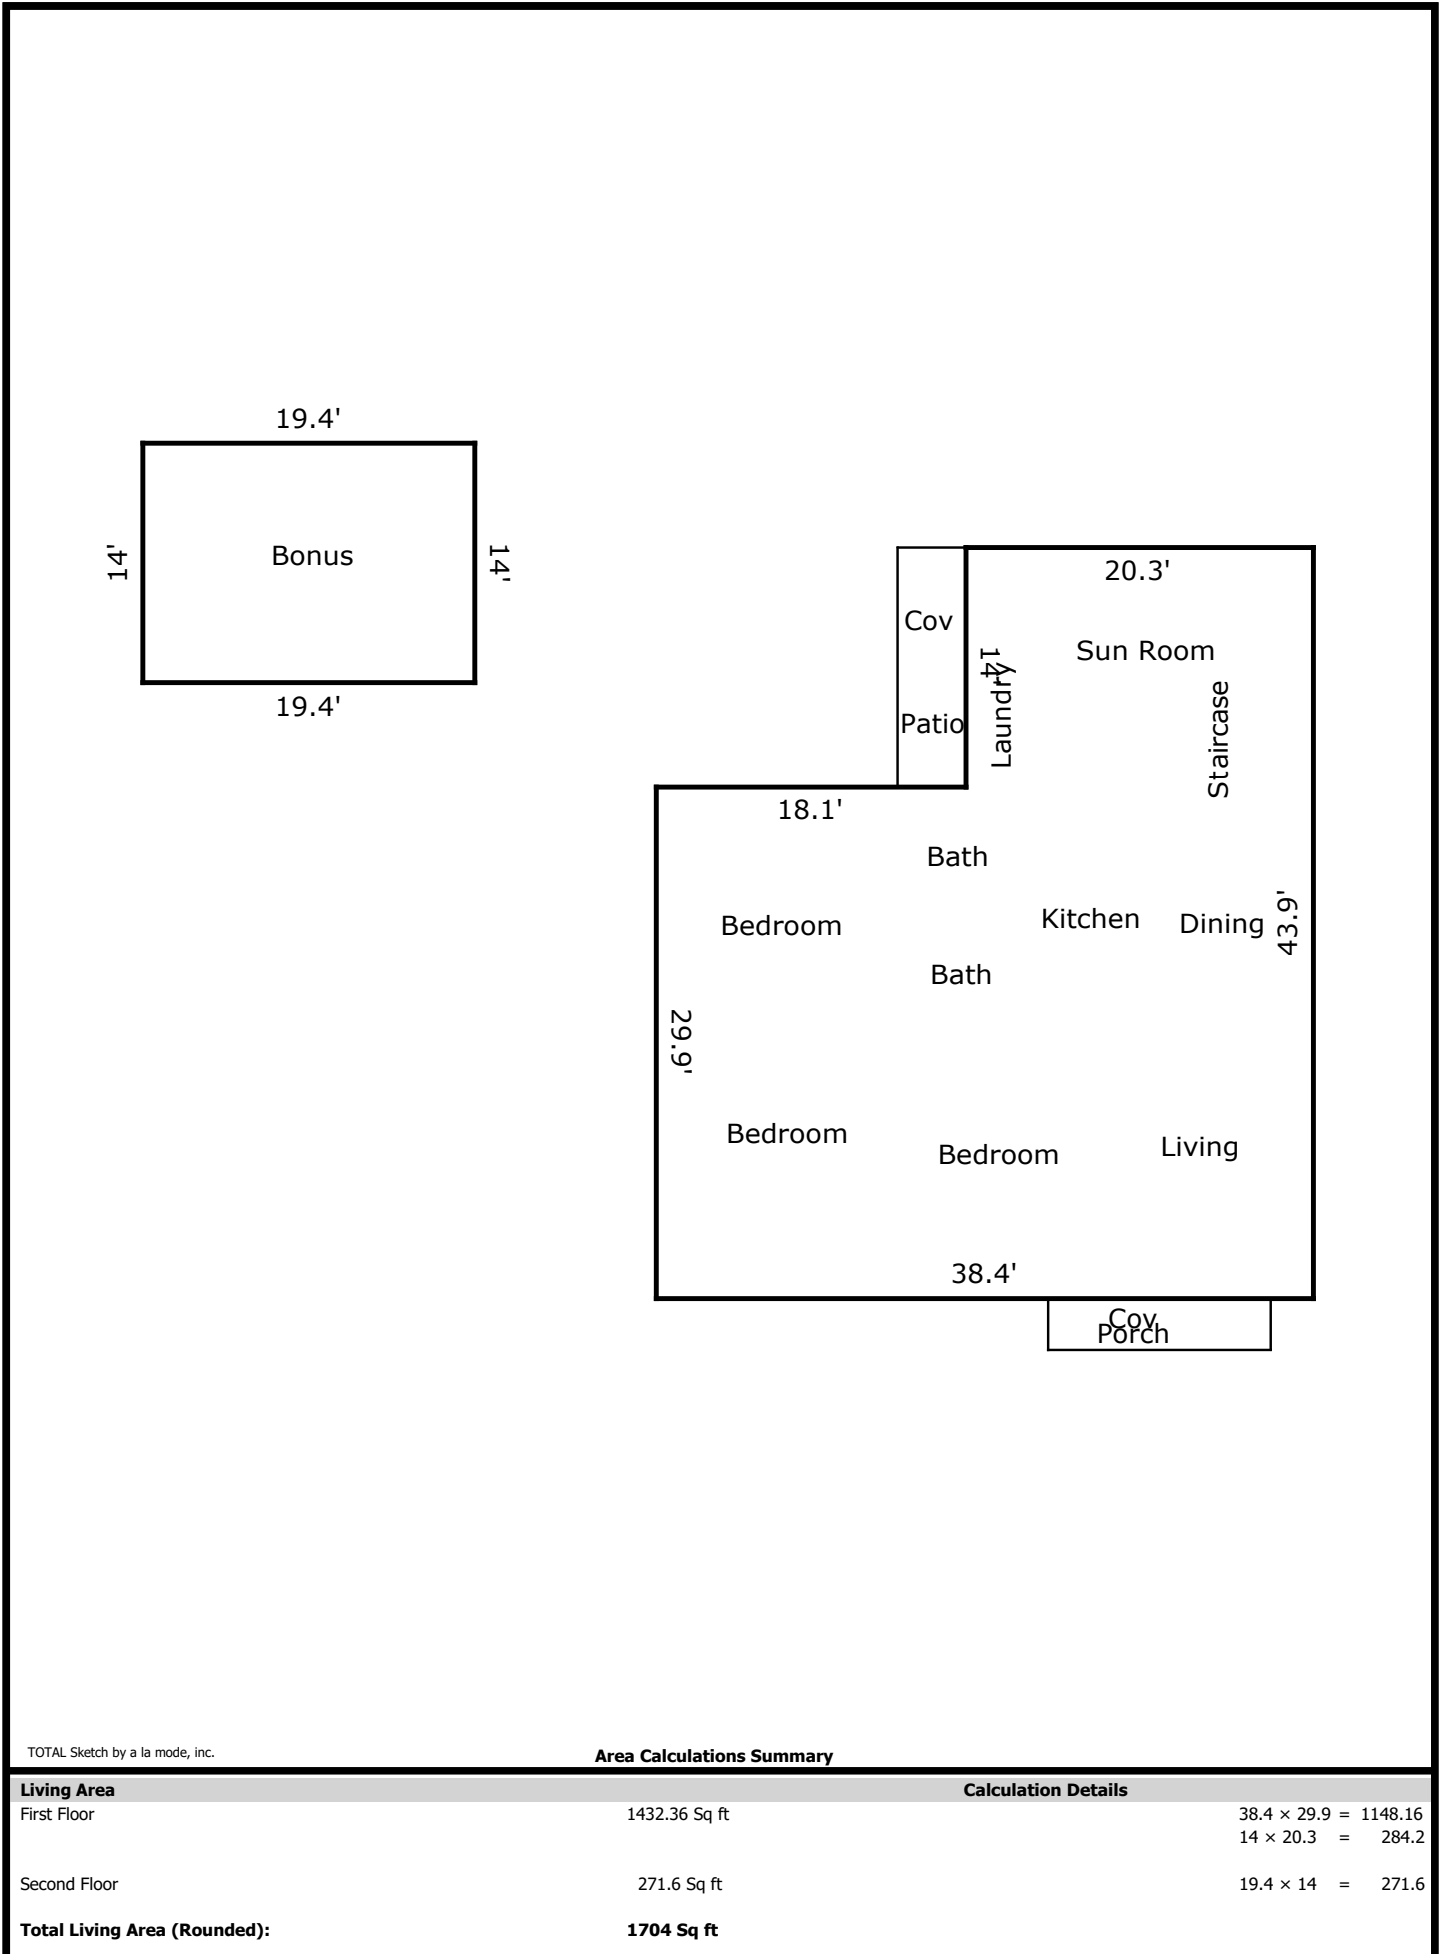 19.4'
14'
Bonus
14'
19.4'
20.3'
Cov
Sun Room
14'
Laundry
Staircase
Patio
18.1'
Bath
Bedroom
Kitchen
Dining
43.9'
Bath
29.9'
Bedroom
Bedroom
Living
38.4'
Cov
Porch
TOTAL Sketch by a la mode, inc.
Area Calculations Summary
Living Area Calculation Details
First Floor 1432.36 Sq ft 38.4 × 29.9 = 1148.16
14 × 20.3 = 284.2
Second Floor 271.6 Sq ft 19.4 × 14 = 271.6
Total Living Area (Rounded): 1704 Sq ft